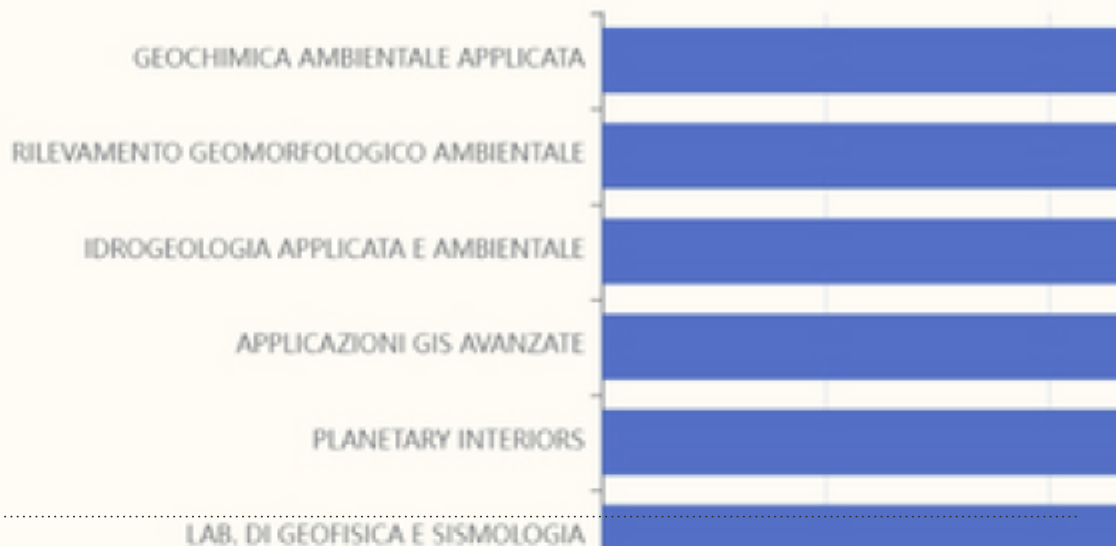 GEOCHIMICA AMBIENTALE APPLICATA
RILEVAMENTO GEOMORFOLOGICO AMBIENTALE
IDROGEOLOGIA APPLICATA E AMBIENTALE
APPLICAZIONI GIS AVANZATE
PLANETARY INTERIORS
LAB. DI GEOFISICA E SISMOLOGIA